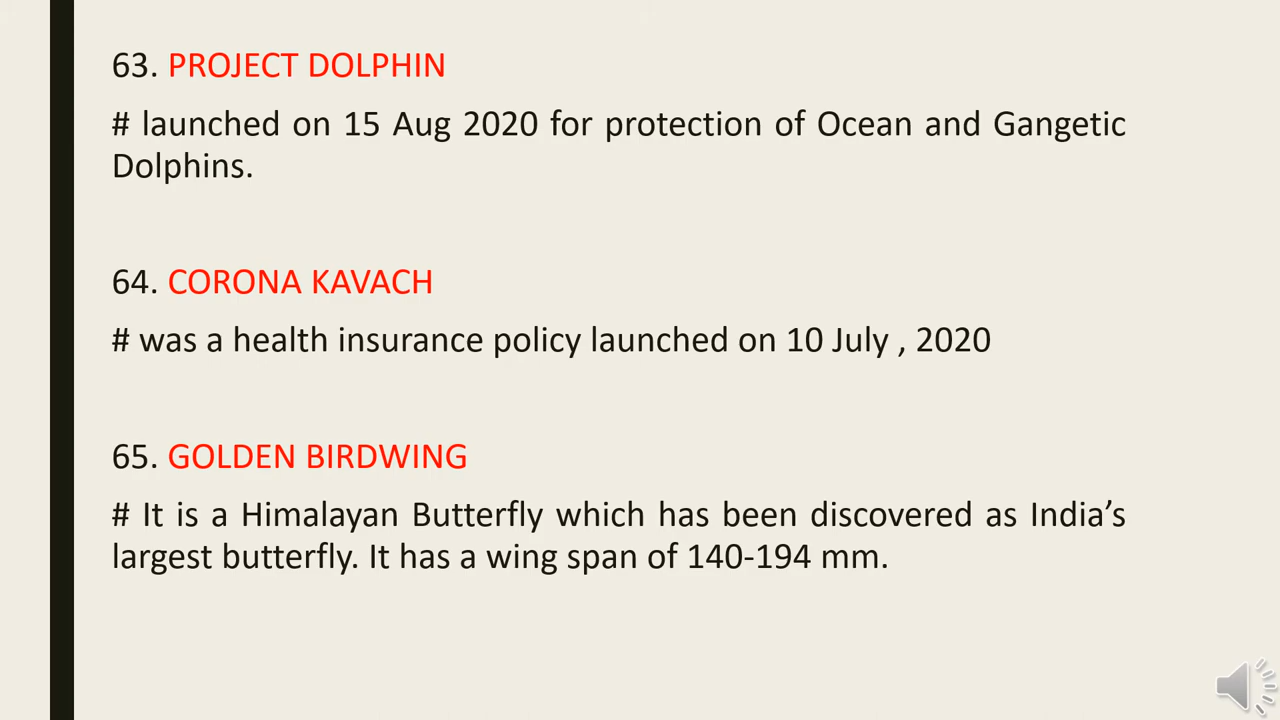 63. PROJECT DOLPHIN
# launched on 15 Aug 2020 for protection of Ocean and Gangetic
Dolphins.
64. CORONA KAVACH
# was a health insurance policy launched on 10 July , 2020
65. GOLDEN BIRDWING
# It is a Himalayan Butterfly which has been discovered as India’s
largest butterfly. It has a wing span of 140-194 mm.